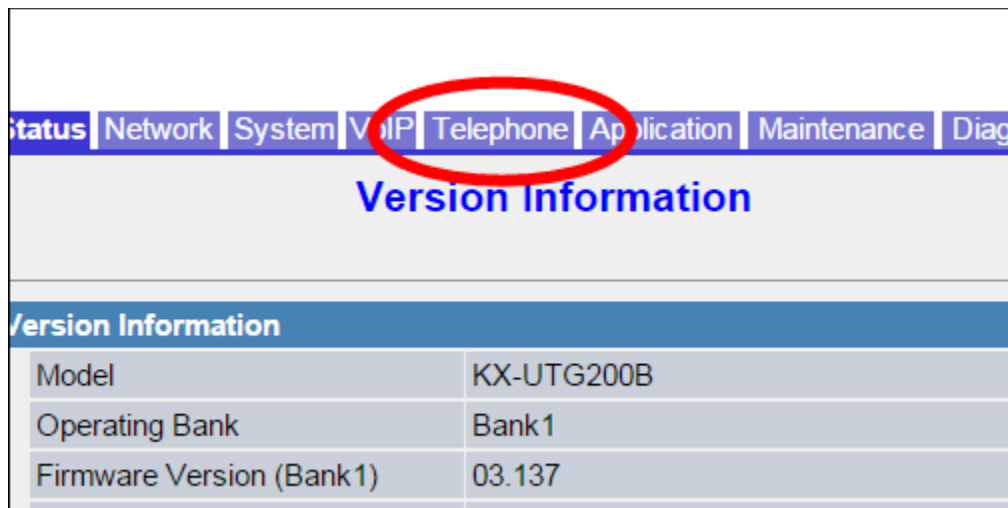 Status Network System VoIP Telephone Application Maintenance Diag
Version Information
Version Information
Model KX-UTG200B
Operating Bank Bank1
Firmware Version (Bank1) 03.137